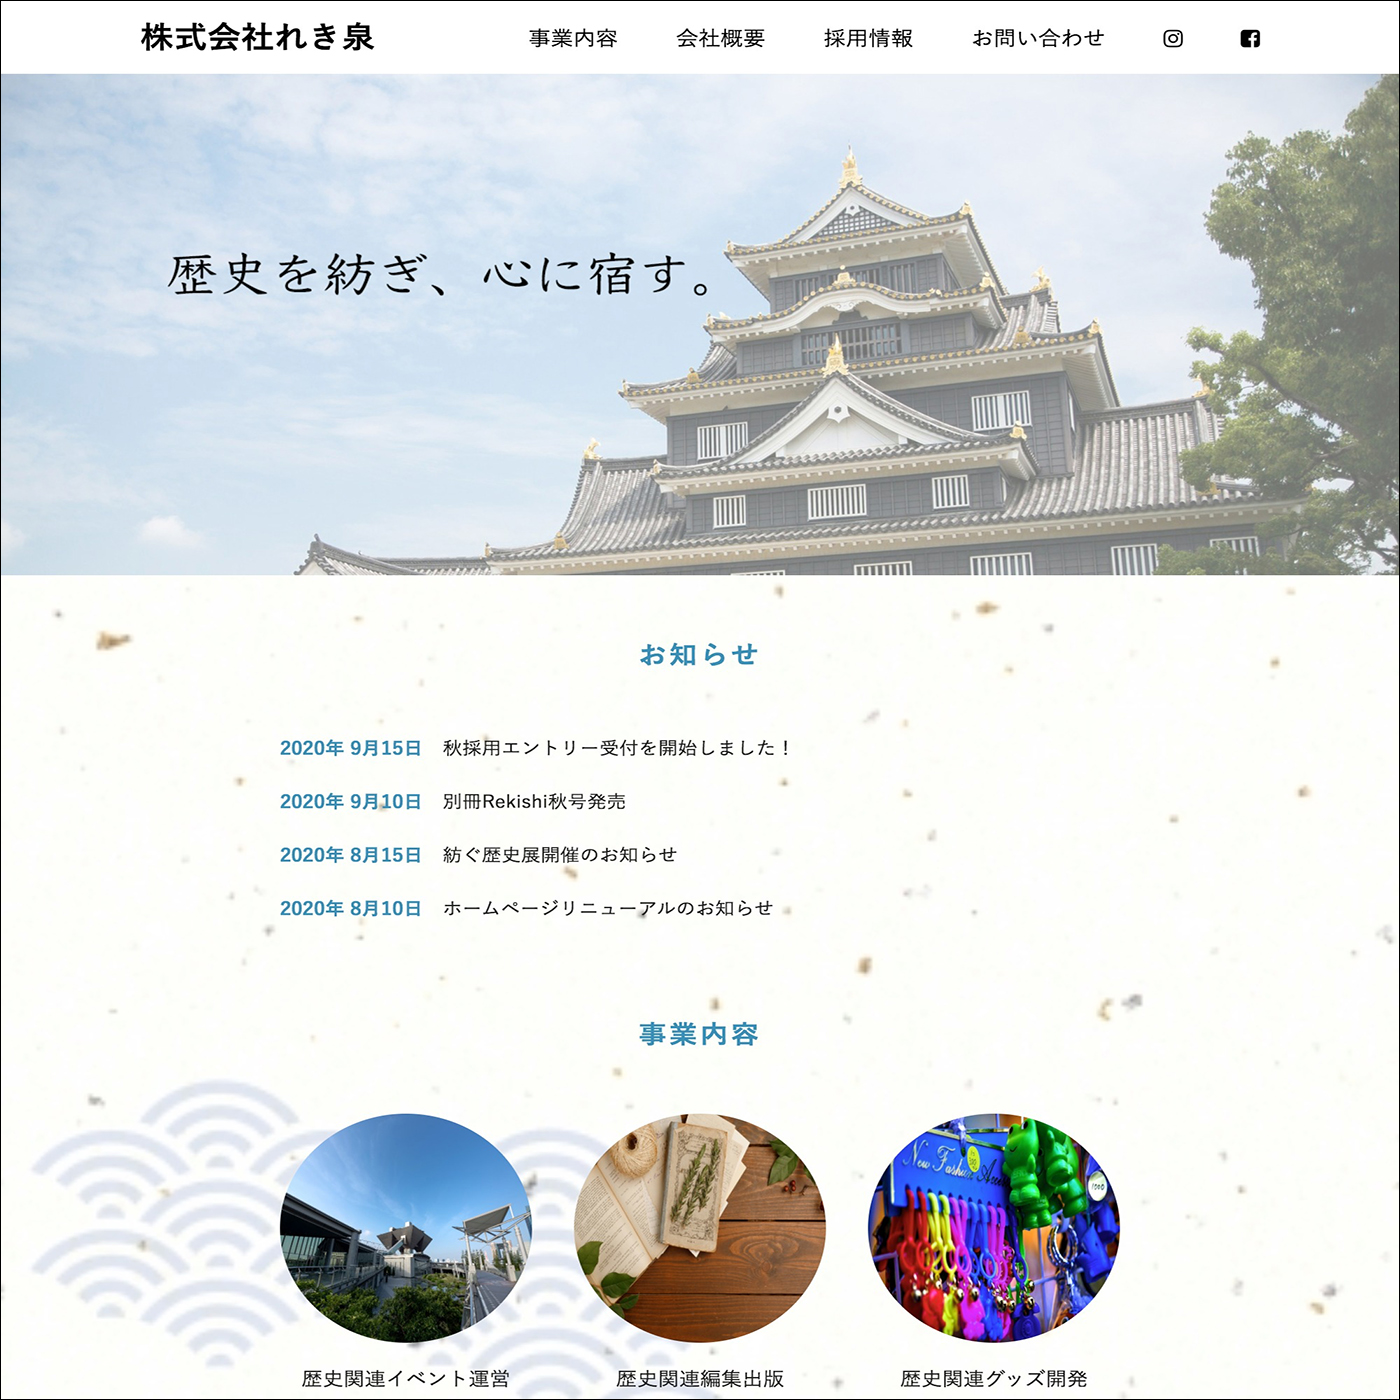 株式会社れき泉
事業内容 会社概要 採用情報 お問い合わせ
歴史を紡ぎ、心に宿す。
お知らせ
2020年 9月15日 秋採用エントリー受付を開始しました！
2020年 9月10日 別冊Rekishi秋号発売
2020年 8月15日 紡ぐ歴史展開催のお知らせ
2020年 8月10日 ホームページリニューアルのお知らせ
事業内容
New Fashion
歴史関連イベント運営
歴史関連編集出版
歴史関連グッズ開発